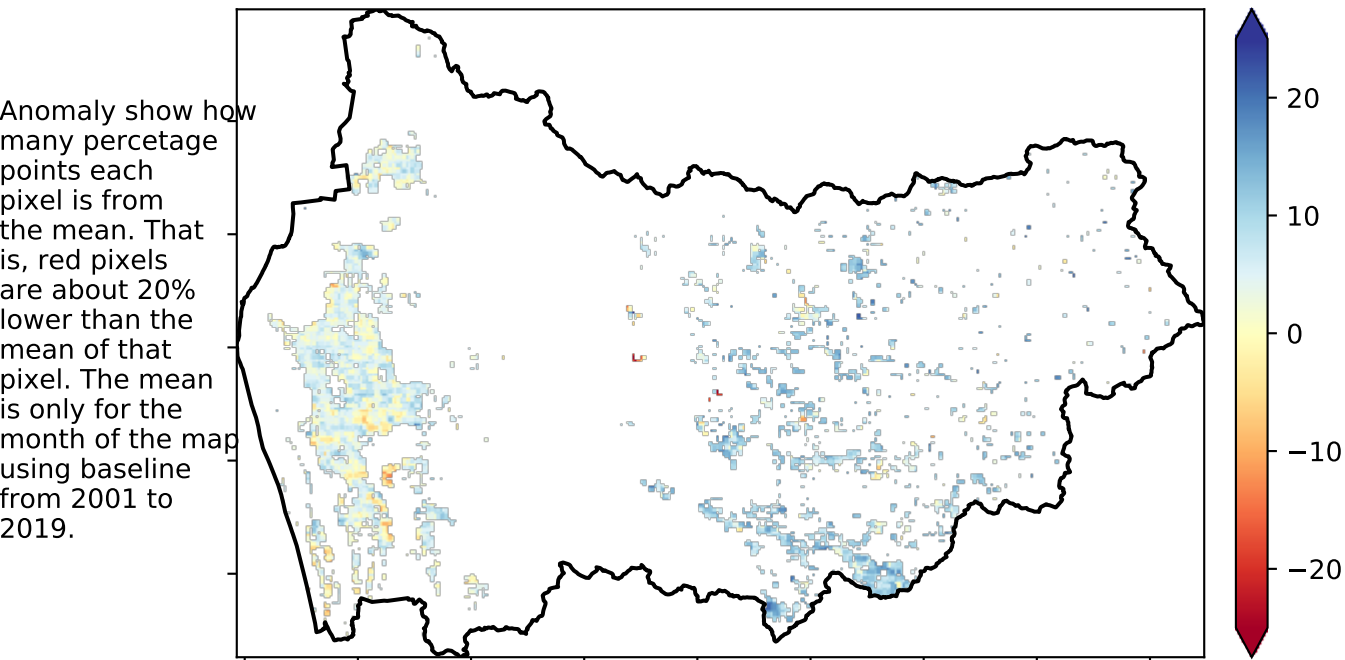 Anomaly show how
many percetage
points each
pixel is from
the mean. That
is, red pixels
are about 20%
lower than the
mean of that
pixel. The mean
is only for the
month of the map
using baseline
from 2001 to
2019.
20
10
0
−10
−20